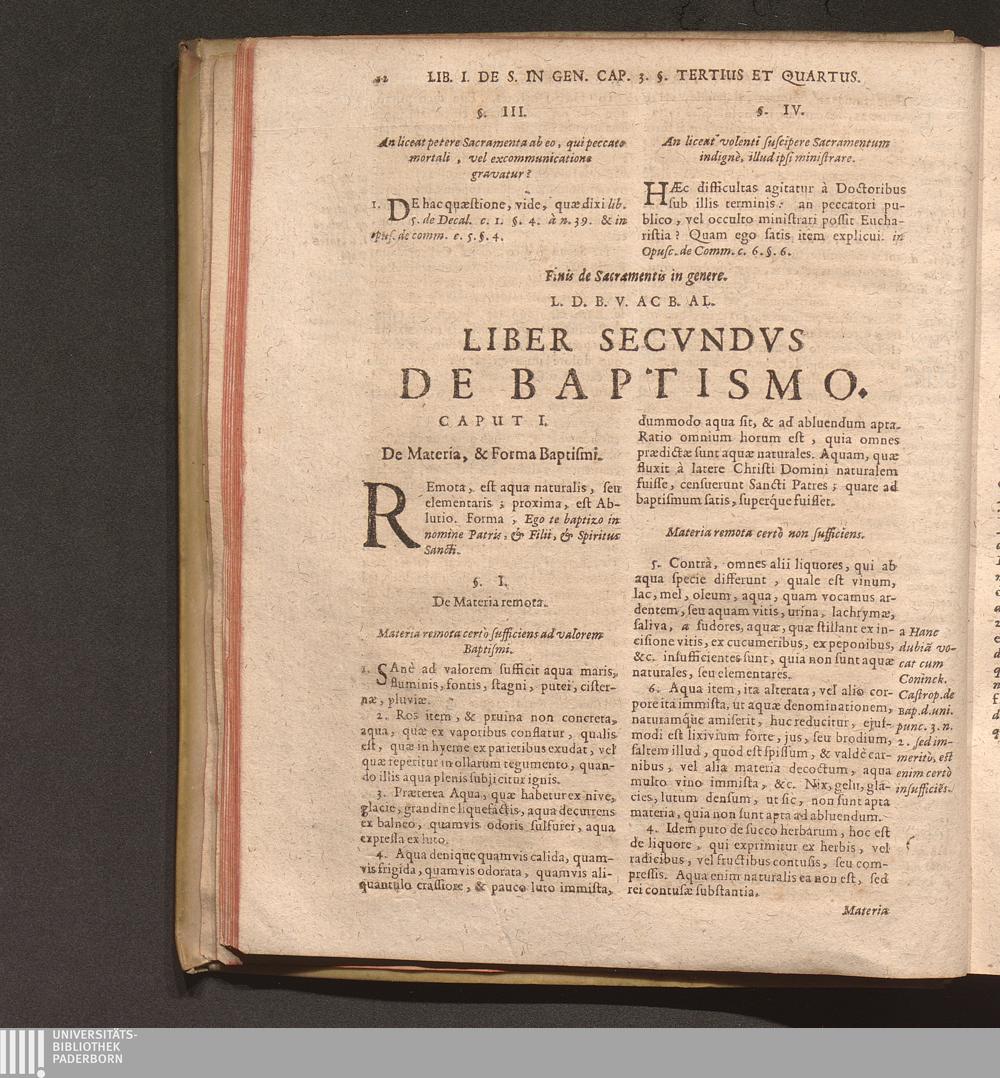 32 LIB. I. DE S. IN GEN. CAP. 3. §. TERTIUS ET QUARTUS.
§. III.
An liceat petere Sacramenta ab eo, qui peccato
mortali, vel excommunicatione
gravatur?
1. DE hac quæstione, vide, quæ dixi lib.
5. de Decal. c. 1. §. 4. à n. 39. & in
opus. de comm. c. 5. §. 4.
§. IV.
An liceat volenti suscipere Sacramentum
indignè, illud ipsi ministrare.
HÆc difficultas agitatur à Doctoribus
sub illis terminis: an peccatori pu-
blico, vel occulto ministrari possit Eucha-
ristia? Quam ego satis item explicui. in
Opusc. de Comm. c. 6. §. 6.
Finis de Sacramentis in genere.
L. D. B. V. AC B. AL.
LIBER SECVNDVS
DE BAPTISMO.
CAPUT I.
De Materia, & Forma Baptismi.
REmota, est aqua naturalis, seu
elementaris; proxima, est Ab-
lutio. Forma, Ego te baptizo in
nomine Patris, & Filii, & Spiritus
Sancti.
§. I.
De Materia remota.
Materia remota certò sufficiens ad valorem
Baptismi.
1. SAnè ad valorem sufficit aqua maris,
fluminis, fontis, stagni, putei, cister-
næ, pluviæ.
2. Ros item, & pruina non concreta,
aqua, quæ ex vaporibus conflatur, qualis
est, quæ in hyeme ex parietibus exudat, vel
quæ reperitur in ollarum tegumento, quan-
do illis aqua plenis subjicitur ignis.
3. Præterea Aqua, quæ habetur ex nive,
glacie, grandine liquefactis, aqua decurrens
ex balneo, quamvis odoris sulfurei, aqua
expressa ex luto.
4. Aqua denique quamvis calida, quam-
vis frigida, quamvis odorata, quamvis ali-
quantulo crassiore, & pauco luto immista,
dummodo aqua sit, & ad abluendum apta.
Ratio omnium horum est, quia omnes
prædictæ sunt aquæ naturales. Aquam, quæ
fluxit à latere Christi Domini naturalem
fuisse, censuerunt Sancti Patres; quare ad
baptismum satis, superque fuisset.
Materia remota certò non sufficiens.
5. Contrà, omnes alii liquores, qui ab
aqua specie differunt, quale est vinum,
lac, mel, oleum, aqua, quam vocamus ar-
dentem, seu aquam vitis, urina, lachrymæ,
saliva, a sudores, aquæ, quæ stillant ex in-
cisione vitis, ex cucumeribus, ex peponibus,
&c. insufficientes sunt, quia non sunt aquæ
naturales, seu elementares.
6. Aqua item, ita alterata, vel alio cor-
pore ita immista, ut aquæ denominationem,
naturamque amiserit, huc reducitur, ejus-
modi est lixivium forte, jus, seu brodium,
saltem illud, quod est spissum, & valdè car-
nibus, vel alia materia decoctum, aqua
multo vino immista, &c. Nix, gelu, gla-
cies, lutum densum, ut sic, non sunt apta
materia, quia non sunt apta ad abluendum.
4. Idem puto de succo herbarum, hoc est
de liquore, qui exprimitur ex herbis, vel
radicibus, vel fructibus contusis, seu com-
pressis. Aqua enim naturalis ea non est, sed
rei contusæ substantia.
a Hanc
dubiā vo-
cat cum
Coninck.
Castrop. de
Bap. d. uni.
punc. 3. n.
2. sed im-
meritò, est
enim certò
insufficiēs.
Materia
UNIVERSITÄTS-
BIBLIOTHEK
PADERBORN